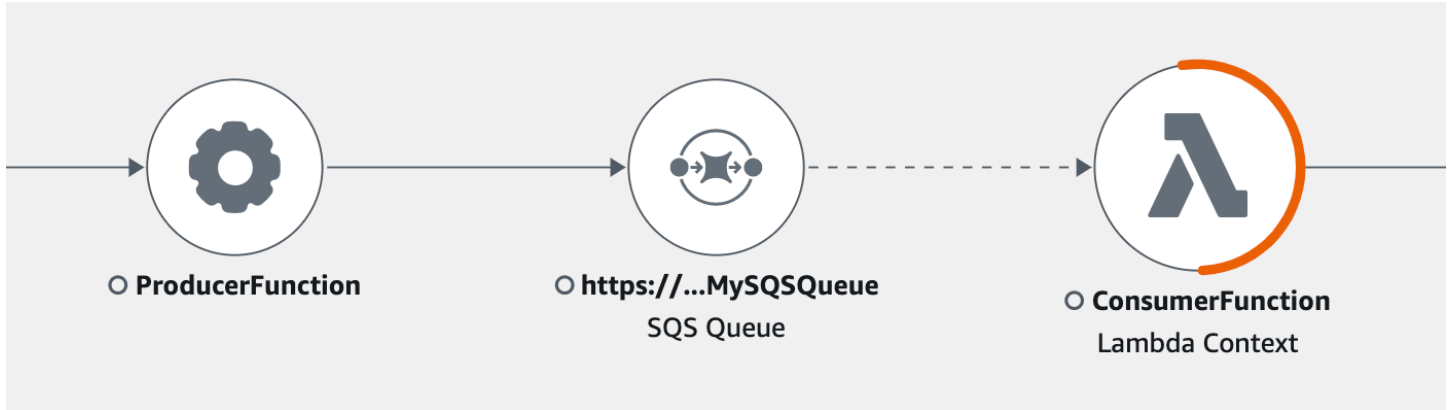 ProducerFunction
https://...MySQSQueue
SQS Queue
ConsumerFunction
Lambda Context